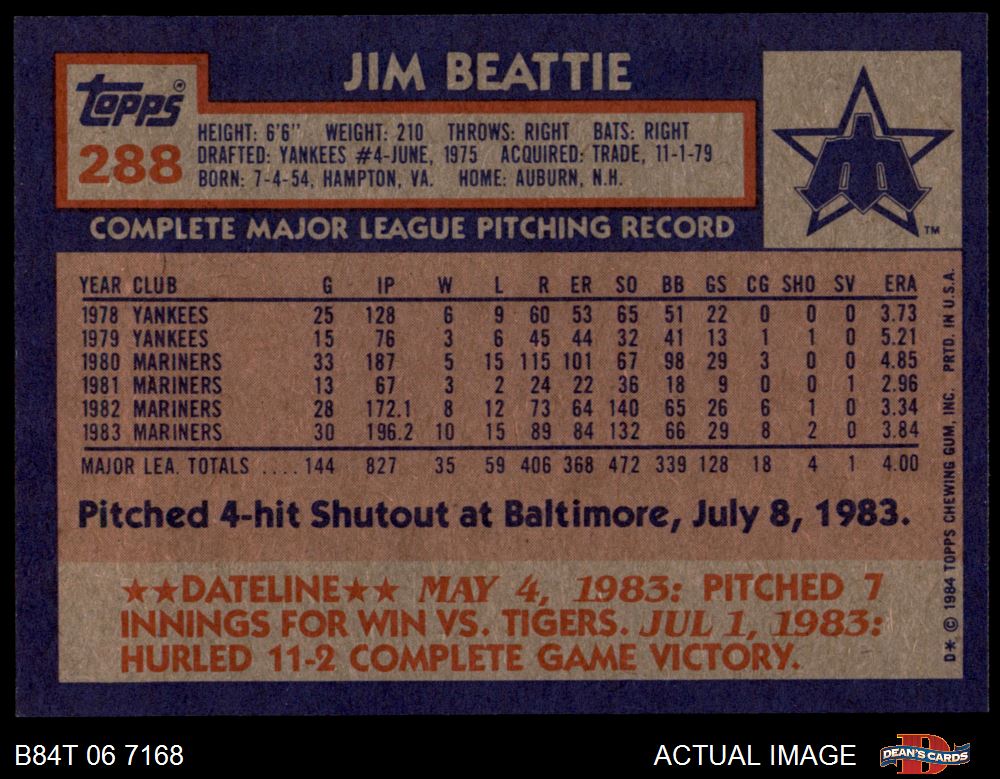 JIM BEATTIE
Topps®
288
HEIGHT: 6'6" WEIGHT: 210 THROWS: RIGHT BATS: RIGHT
DRAFTED: YANKEES #4-JUNE, 1975 ACQUIRED: TRADE, 11-1-79
BORN: 7-4-54, HAMPTON, VA. HOME: AUBURN, N.H.
TM
COMPLETE MAJOR LEAGUE PITCHING RECORD
YEAR CLUB G IP W L R ER SO BB GS CG SHO SV ERA
1978 YANKEES 25 128 6 9 60 53 65 51 22 0 0 0 3.73
1979 YANKEES 15 76 3 6 45 44 32 41 13 1 1 0 5.21
1980 MARINERS 33 187 5 15 115 101 67 98 29 3 0 0 4.85
1981 MARINERS 13 67 3 2 24 22 36 18 9 0 0 1 2.96
1982 MARINERS 28 172.1 8 12 73 64 140 65 26 6 1 0 3.34
1983 MARINERS 30 196.2 10 15 89 84 132 66 29 8 2 0 3.84
MAJOR LEA. TOTALS .... 144 827 35 59 406 368 472 339 128 18 4 1 4.00
Pitched 4-hit Shutout at Baltimore, July 8, 1983.
★★DATELINE★★ MAY 4, 1983: PITCHED 7
INNINGS FOR WIN VS. TIGERS. JUL 1, 1983:
HURLED 11-2 COMPLETE GAME VICTORY.
D* © 1984 TOPPS CHEWING GUM, INC. PRTD. IN U.S.A.
B84T 06 7168
ACTUAL IMAGE
DEAN'S CARDS